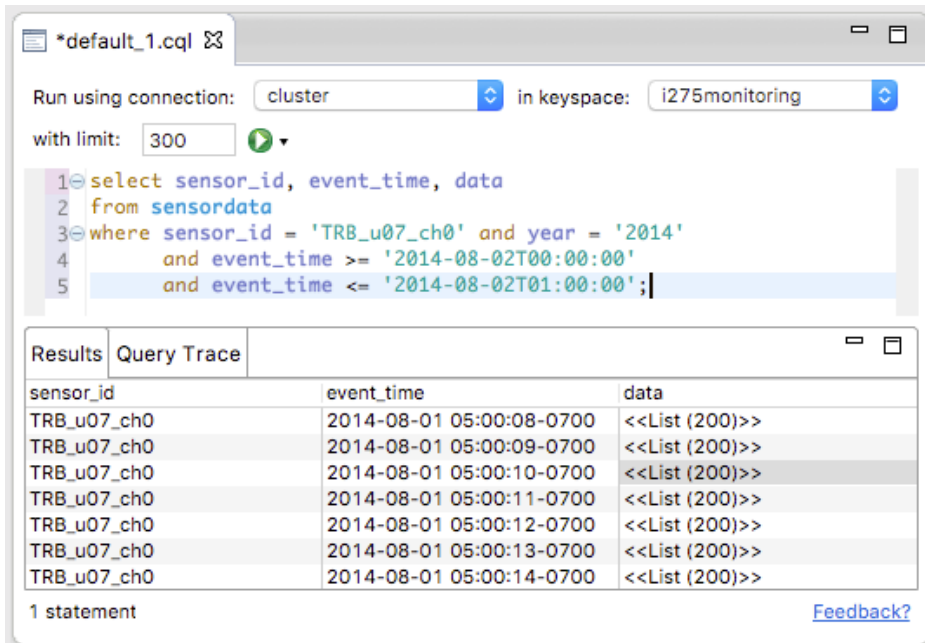 *default_1.cql
Run using connection: cluster in keyspace: i275monitoring
with limit: 300
1 select sensor_id, event_time, data
2 from sensordata
3 where sensor_id = 'TRB_u07_ch0' and year = '2014'
4 and event_time >= '2014-08-02T00:00:00'
5 and event_time <= '2014-08-02T01:00:00';
Results Query Trace
sensor_id event_time data
TRB_u07_ch0 2014-08-01 05:00:08-0700 <<List (200)>>
TRB_u07_ch0 2014-08-01 05:00:09-0700 <<List (200)>>
TRB_u07_ch0 2014-08-01 05:00:10-0700 <<List (200)>>
TRB_u07_ch0 2014-08-01 05:00:11-0700 <<List (200)>>
TRB_u07_ch0 2014-08-01 05:00:12-0700 <<List (200)>>
TRB_u07_ch0 2014-08-01 05:00:13-0700 <<List (200)>>
TRB_u07_ch0 2014-08-01 05:00:14-0700 <<List (200)>>
1 statement Feedback?